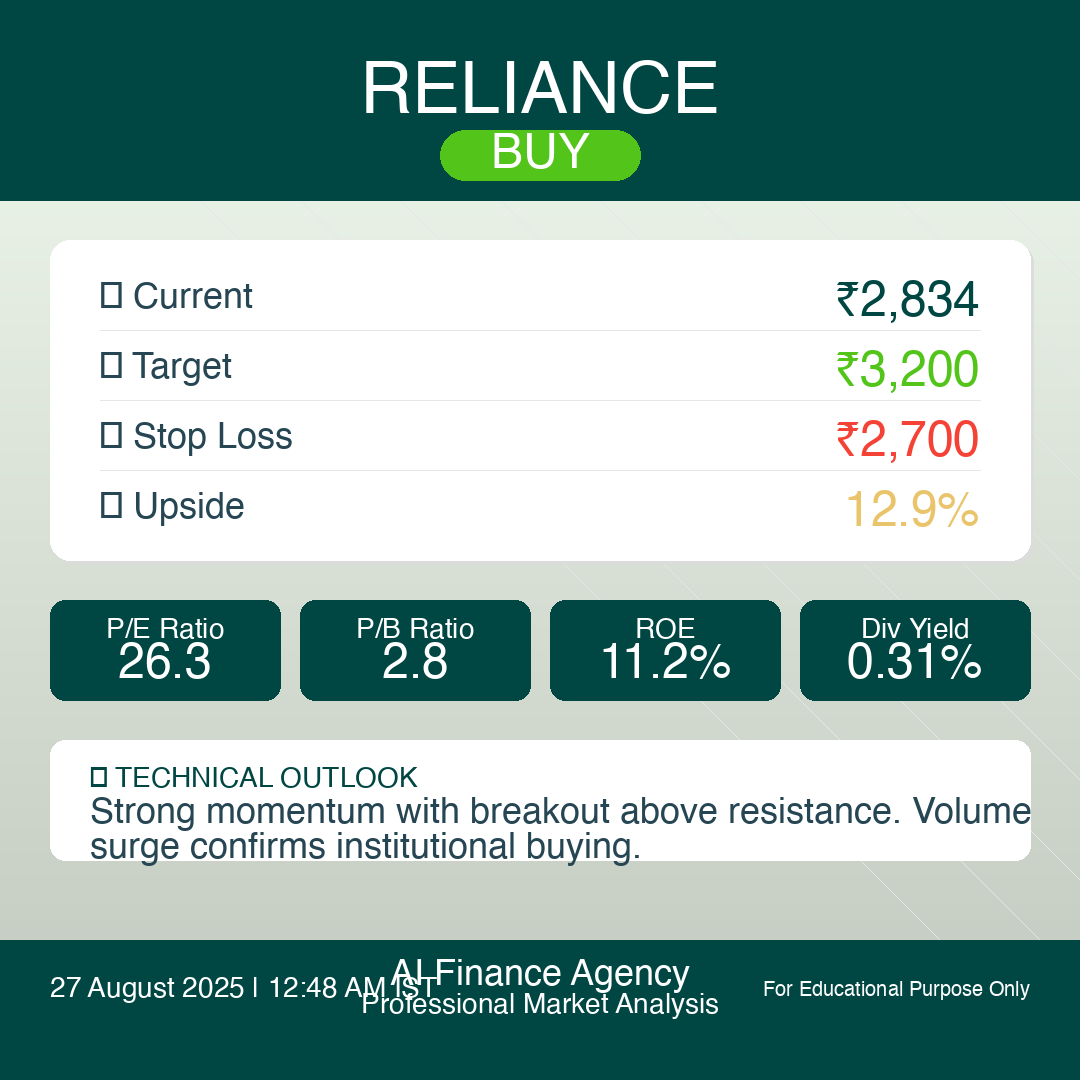 RELIANCE
BUY
Current ₹2,834
Target ₹3,200
Stop Loss ₹2,700
Upside 12.9%
P/E Ratio P/B Ratio ROE Div Yield
26.3 2.8 11.2% 0.31%
TECHNICAL OUTLOOK
Strong momentum with breakout above resistance. Volume
surge confirms institutional buying.
27 August 2025 | 12:48 AM IST
AI Finance Agency
Professional Market Analysis
For Educational Purpose Only